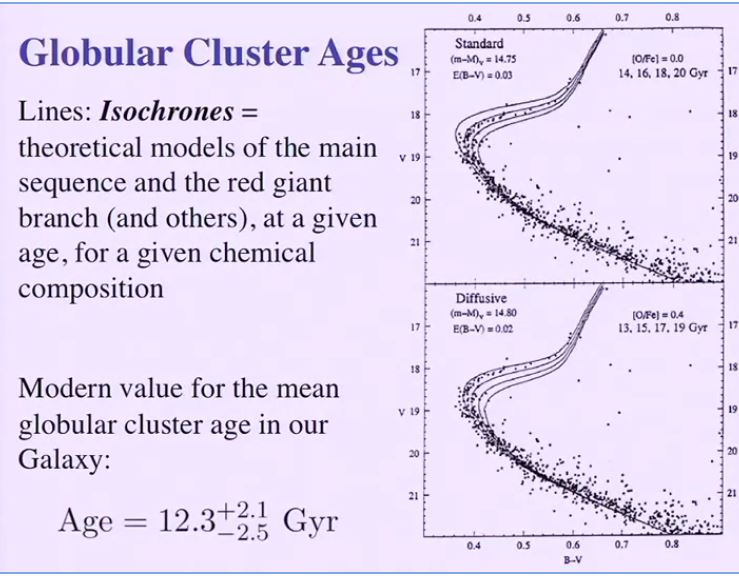 Globular Cluster Ages
Lines: Isochrones =
theoretical models of the main
sequence and the red giant
branch (and others), at a given
age, for a given chemical
composition
Modern value for the mean
globular cluster age in our
Galaxy:
Age = 12.3+2.1−2.5 Gyr
0.4 0.5 0.6 0.7 0.8
Standard
(m−M)v = 14.75
E(B−V) = 0.03
[O/Fe] = 0.0
14, 16, 18, 20 Gyr
17 17
18 18
V 19 19
20 20
21 21
Diffusive
(m−M)v = 14.80
E(B−V) = 0.02
[O/Fe] = 0.4
13, 15, 17, 19 Gyr
17 17
18 18
V 19 19
20 20
21 21
0.4 0.5 0.6 0.7 0.8
B−V